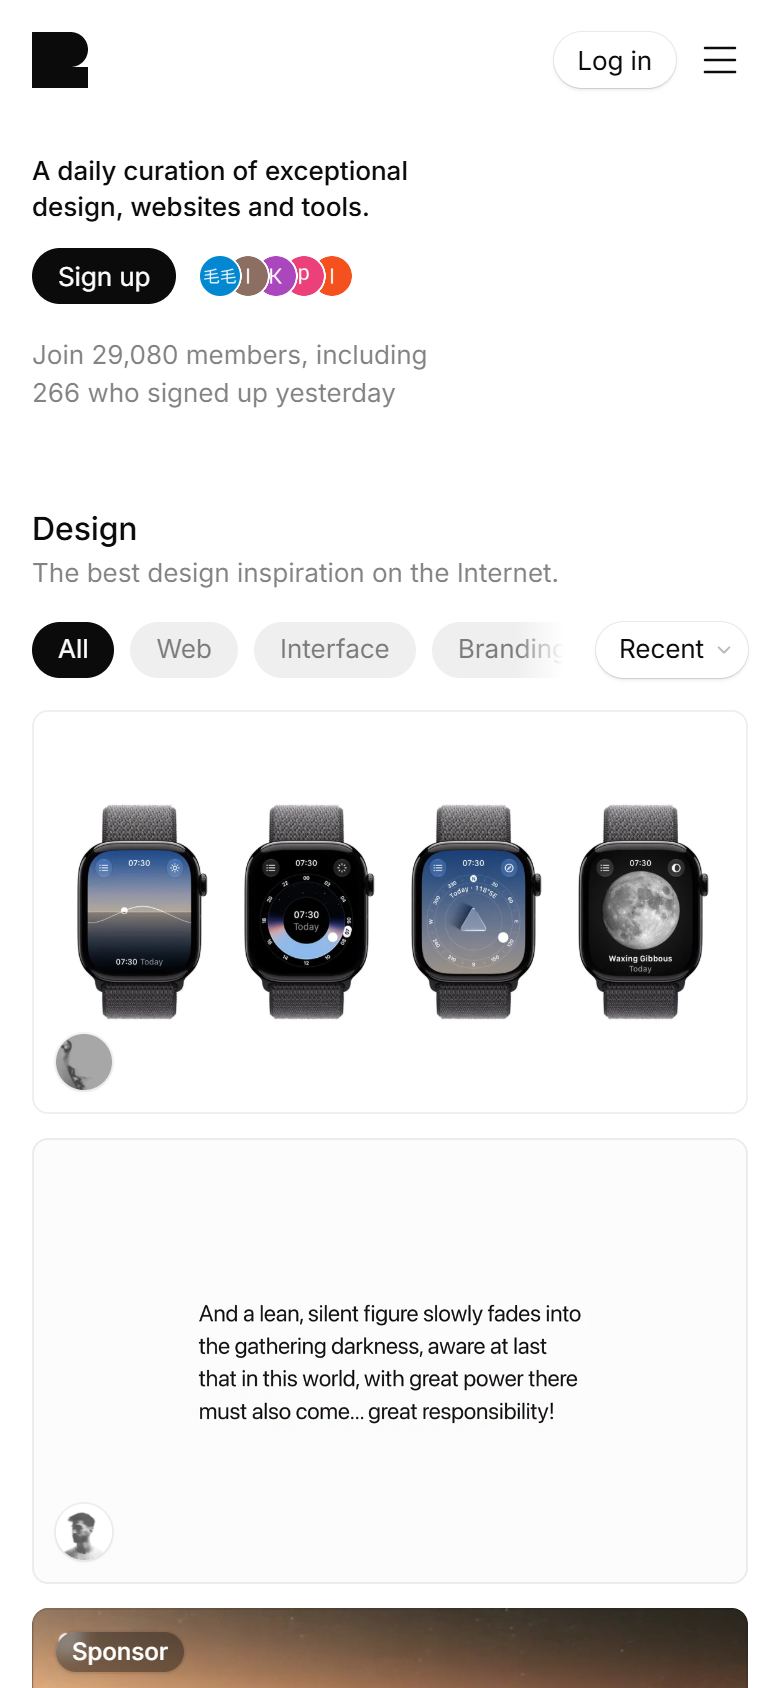 Log in
A daily curation of exceptional
design, websites and tools.
Sign up
毛毛 I K p I
Join 29,080 members, including
266 who signed up yesterday
Design
The best design inspiration on the Internet.
All Web Interface Branding Recent
07:30 07:30 07:30 07:30
07:30 Today
07:30
Today
Today · 118°SE
Waxing Gibbous
Today
And a lean, silent figure slowly fades into
the gathering darkness, aware at last
that in this world, with great power there
must also come... great responsibility!
Sponsor